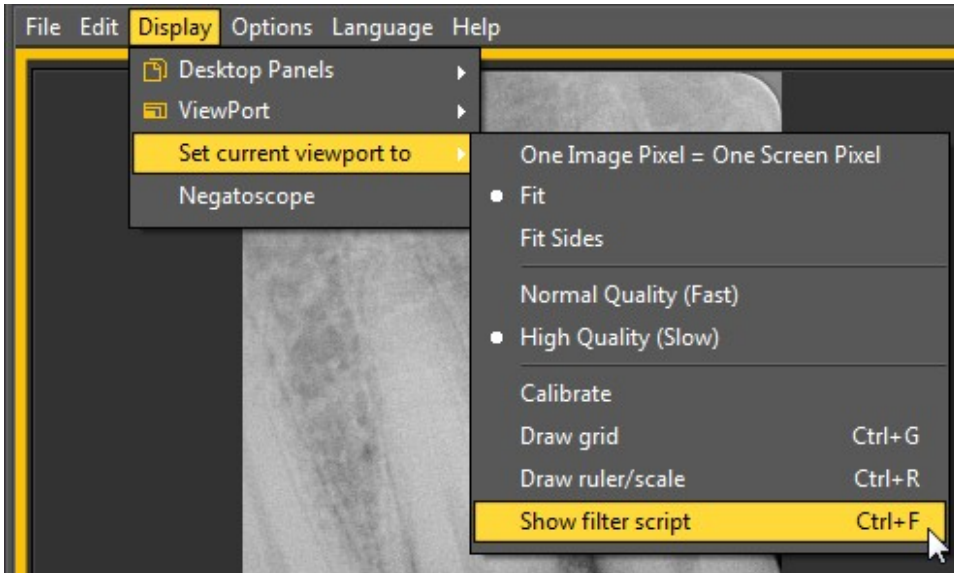 File Edit Display Options Language Help
Desktop Panels
ViewPort
Set current viewport to
Negatoscope
One Image Pixel = One Screen Pixel
Fit
Fit Sides
Normal Quality (Fast)
High Quality (Slow)
Calibrate
Draw grid Ctrl+G
Draw ruler/scale Ctrl+R
Show filter script Ctrl+F